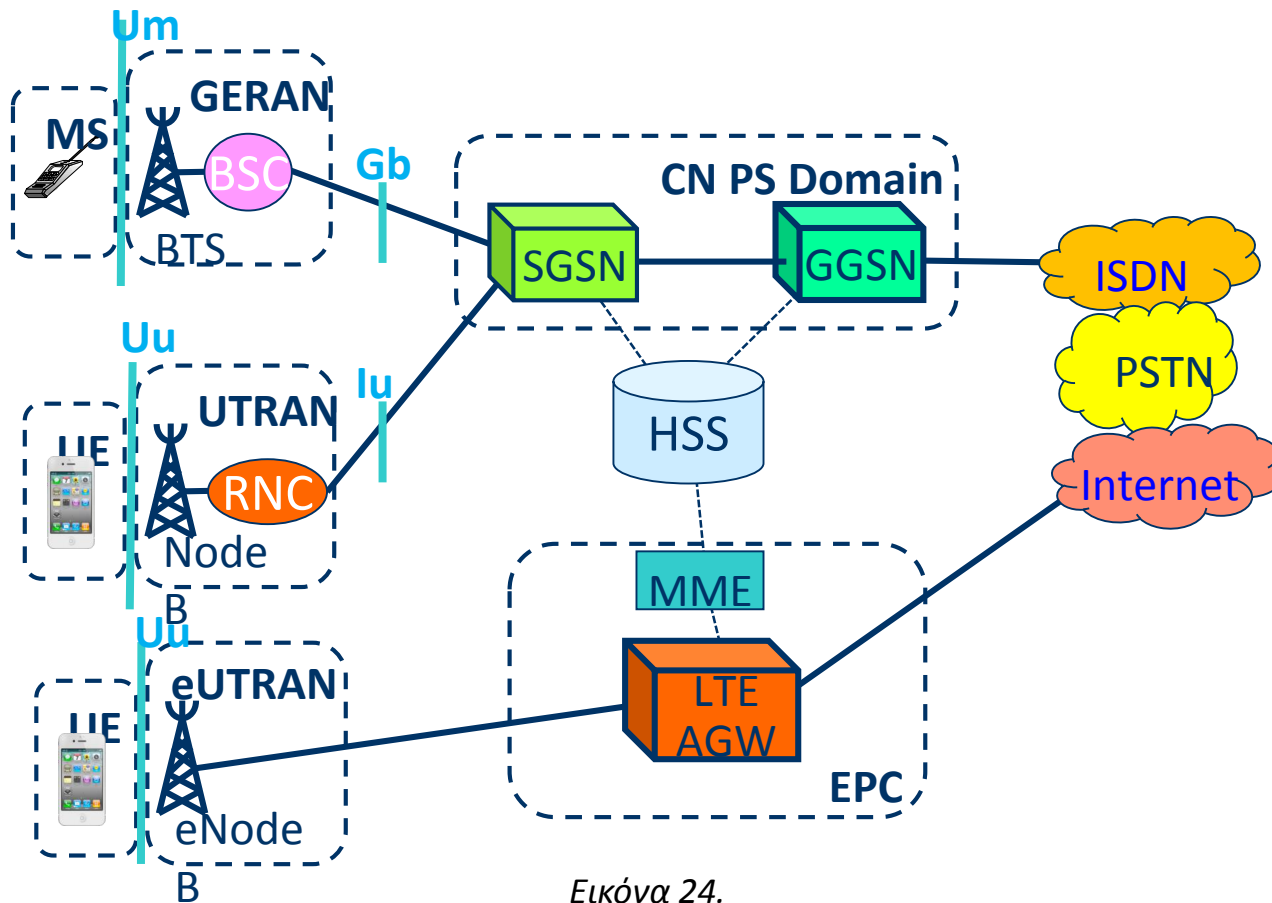 Um
GERAN
MS
BSC
BTS
Gb
CN PS Domain
SGSN
GGSN
ISDN
PSTN
Internet
Uu
UTRAN
Iu
UE
RNC
Node
B
HSS
Uu
eUTRAN
UE
eNode
B
MME
LTE
AGW
EPC
Εικόνα 24.